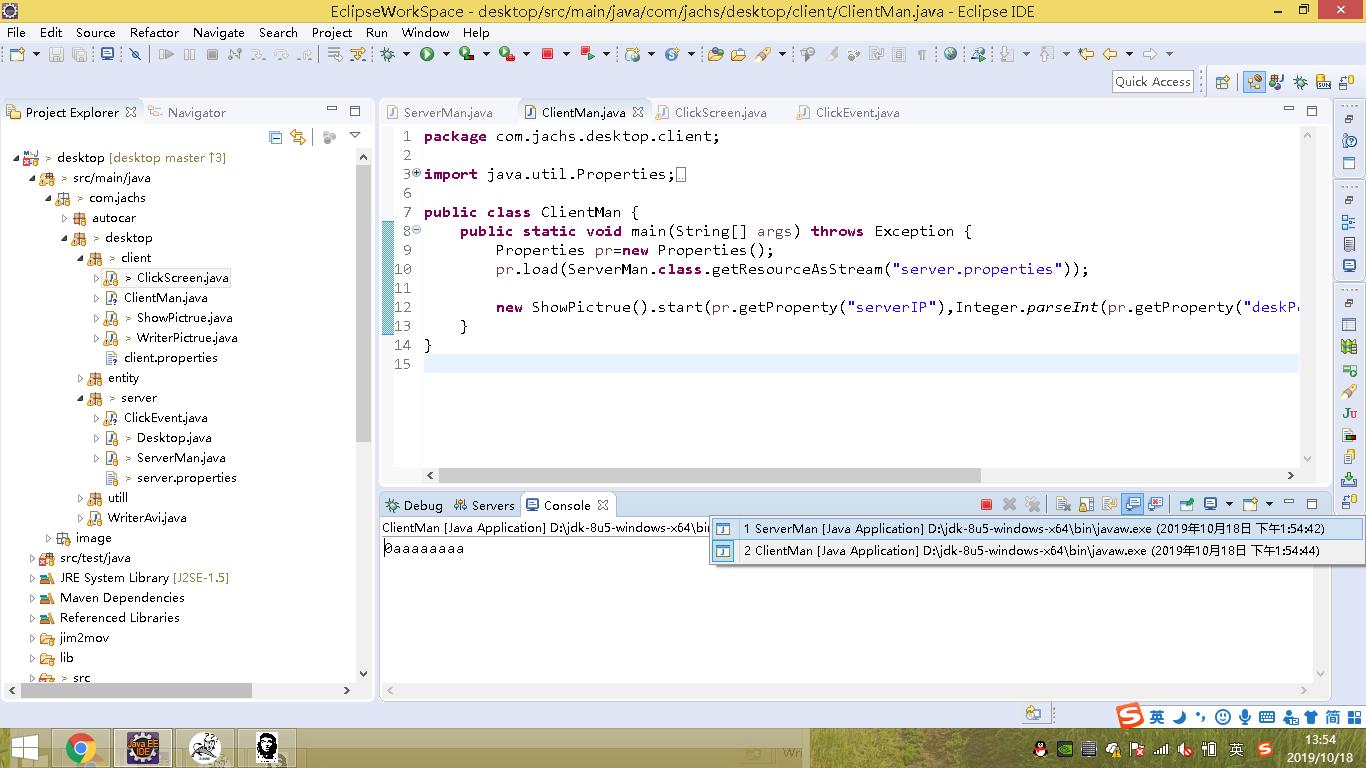 EclipseWorkSpace - desktop/src/main/java/com/jachs/desktop/client/ClientMan.java - Eclipse IDE
File Edit Source Refactor Navigate Search Project Run Window Help
Quick Access
Project Explorer Navigator
> desktop [desktop master ↑3]
> src/main/java
> com.jachs
autocar
> desktop
> client
> ClickScreen.java
ClientMan.java
> ShowPictrue.java
> WriterPictrue.java
client.properties
entity
> server
ClickEvent.java
> Desktop.java
> ServerMan.java
> server.properties
utill
WriterAvi.java
> image
src/test/java
JRE System Library [J2SE-1.5]
Maven Dependencies
Referenced Libraries
jim2mov
lib
> src
ServerMan.java ClientMan.java ClickScreen.java ClickEvent.java
1 package com.jachs.desktop.client;
2
3 import java.util.Properties;
6
7 public class ClientMan {
8 public static void main(String[] args) throws Exception {
9 Properties pr=new Properties();
10 pr.load(ServerMan.class.getResourceAsStream("server.properties"));
11
12 new ShowPictrue().start(pr.getProperty("serverIP"),Integer.parseInt(pr.getProperty("deskP
13 }
14 }
15
Debug Servers Console
ClientMan [Java Application] D:\jdk-8u5-windows-x64\bin
1 ServerMan [Java Application] D:\jdk-8u5-windows-x64\bin\javaw.exe (2019年10月18日 下午1:54:42)
2 ClientMan [Java Application] D:\jdk-8u5-windows-x64\bin\javaw.exe (2019年10月18日 下午1:54:44)
0aaaaaaaa
英 简
Java EE
IDE
Wri
英
13:54
2019/10/18